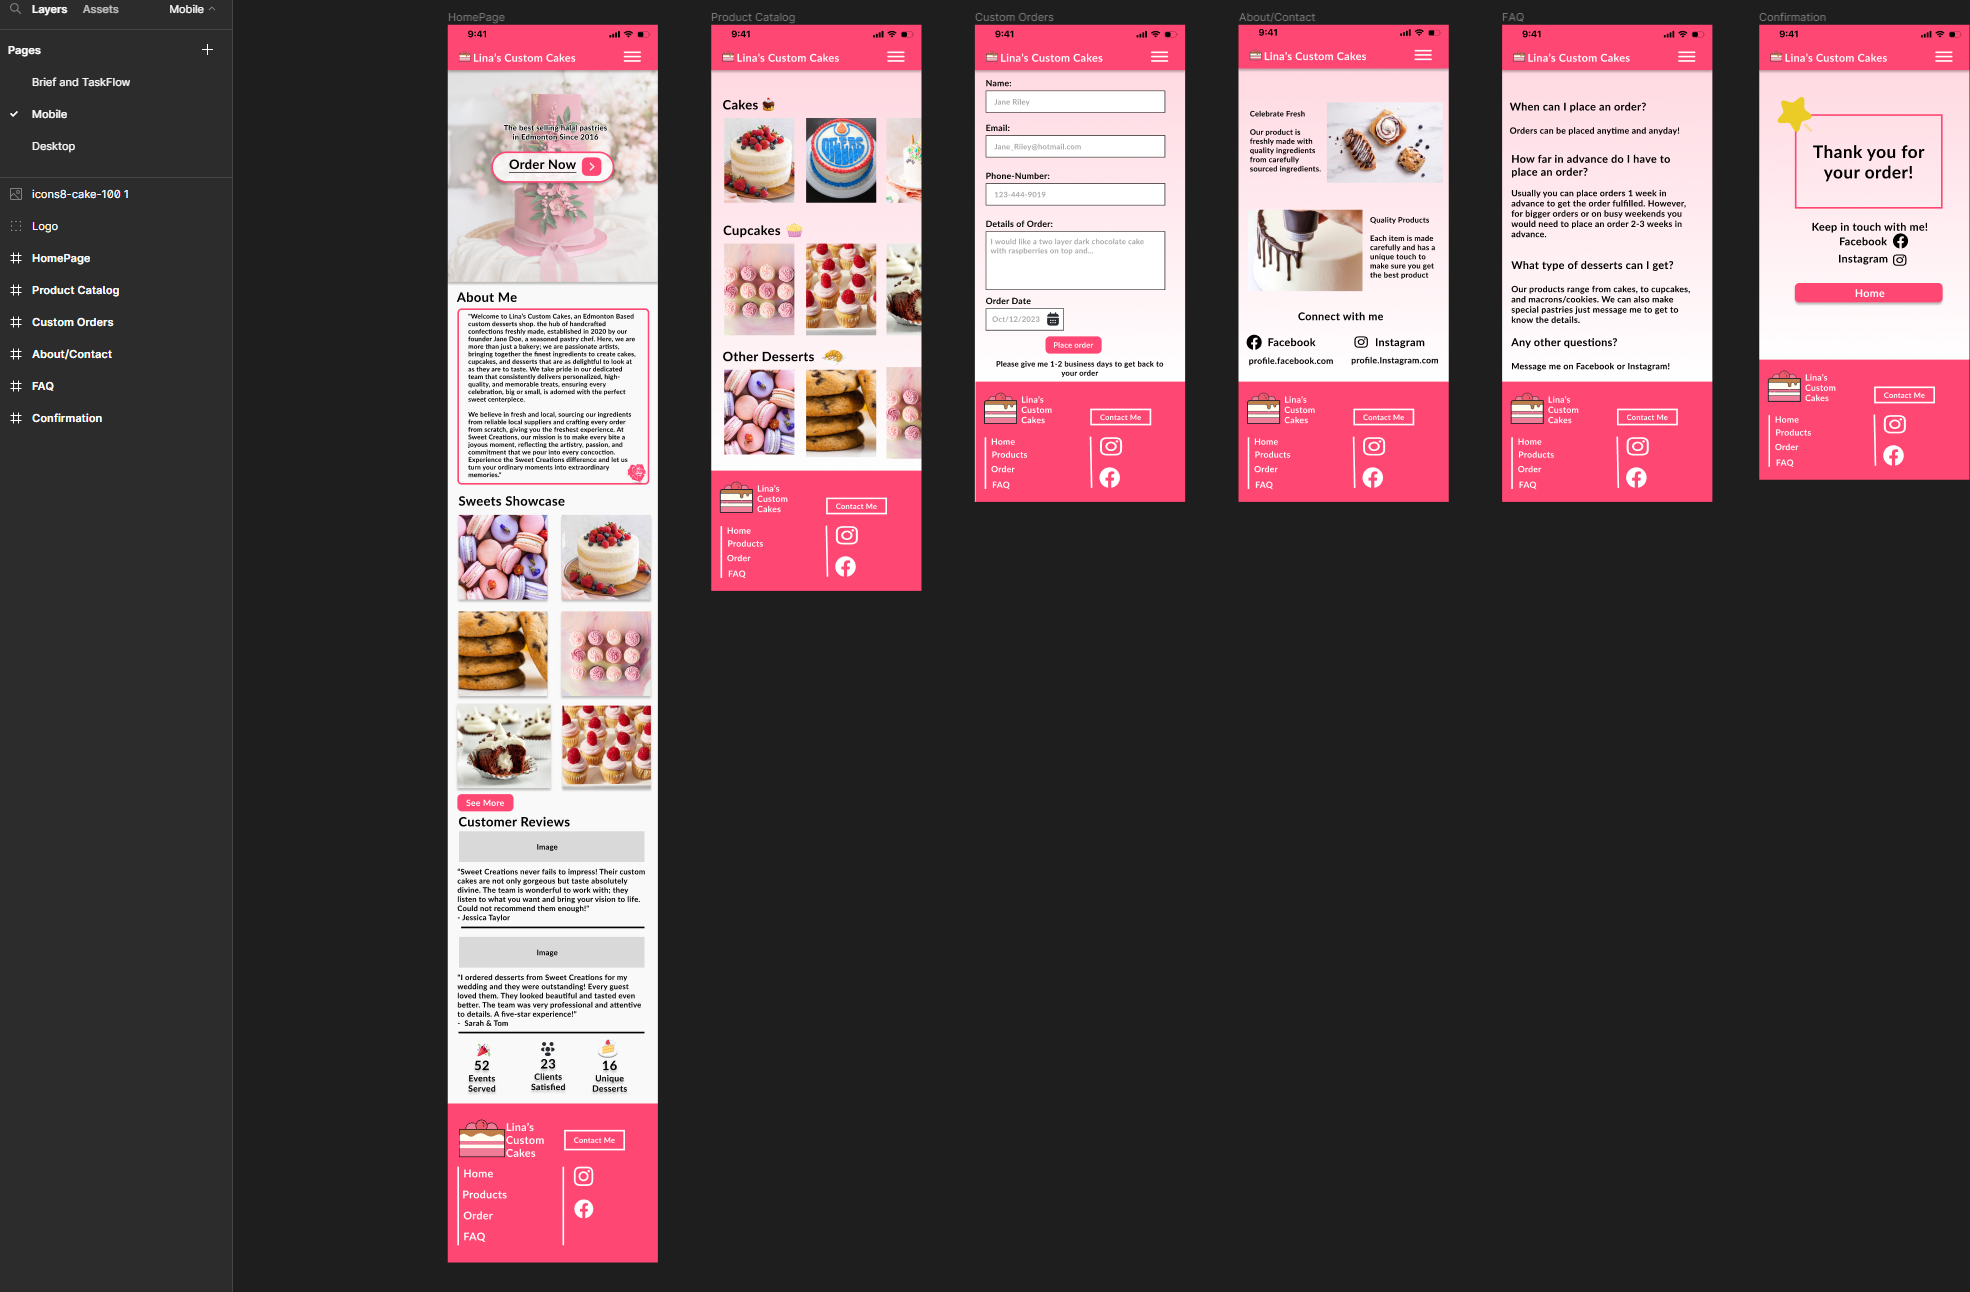 Layers
Assets
Mobile
Pages
Brief and TaskFlow
Mobile
Desktop
icons8-cake-100 1
Logo
HomePage
Product Catalog
Custom Orders
About/Contact
FAQ
Confirmation
HomePage
9:41
Lina's Custom Cakes
The best selling halal pastries
in Edmonton Since 2016
Order Now
About Me
"Welcome to Lina's Custom Cakes, an Edmonton Based
custom desserts shop. the hub of handcrafted
confections freshly made, established in 2020 by our
founder Jane Doe, a seasoned pastry chef. Here, we are
more than just a bakery; we are passionate artists,
bringing together the finest ingredients to create cakes,
cupcakes, and desserts that are as delightful to look at
as they are to taste. We take pride in our dedicated
team that consistently delivers personalized, high-
quality, and memorable treats, ensuring every
celebration, big or small, is adorned with the perfect
sweet centerpiece.
We believe in fresh and local, sourcing our ingredients
from reliable local suppliers and crafting every order
from scratch, giving you the freshest experience. At
Sweet Creations, our mission is to make every bite a
joyous moment, reflecting the artistry, passion, and
commitment that we pour into every concoction.
Experience the Sweet Creations difference and let us
turn your ordinary moments into extraordinary
memories."
Sweets Showcase
See More
Customer Reviews
Image
"Sweet Creations never fails to impress! Their custom
cakes are not only gorgeous but taste absolutely
divine. The team is wonderful to work with; they
listen to what you want and bring your vision to life.
Could not recommend them enough!"
- Jessica Taylor
Image
"I ordered desserts from Sweet Creations for my
wedding and they were outstanding! Every guest
loved them. They looked beautiful and tasted even
better. The team was very professional and attentive
to details. A five-star experience!"
- Sarah & Tom
52
Events
Served
23
Clients
Satisfied
16
Unique
Desserts
Lina's
Custom
Cakes
Contact Me
Home
Products
Order
FAQ
Product Catalog
9:41
Lina's Custom Cakes
Cakes
OILERS
Cupcakes
Other Desserts
Lina's
Custom
Cakes
Contact Me
Home
Products
Order
FAQ
Custom Orders
9:41
Lina's Custom Cakes
Name:
Jane Riley
Email:
Jane_Riley@hotmail.com
Phone-Number:
123-444-9019
Details of Order:
I would like a two layer dark chocolate cake
with raspberries on top and...
Order Date
Oct/12/2023
Place order
Please give me 1-2 business days to get back to
your order
Lina's
Custom
Cakes
Contact Me
Home
Products
Order
FAQ
About/Contact
9:41
Lina's Custom Cakes
Celebrate Fresh
Our product is
freshly made with
quality ingredients
from carefully
sourced ingredients.
Quality Products
Each item is made
carefully and has a
unique touch to
make sure you get
the best product
Connect with me
Facebook
Instagram
profile.facebook.com
profile.Instagram.com
Lina's
Custom
Cakes
Contact Me
Home
Products
Order
FAQ
FAQ
9:41
Lina's Custom Cakes
When can I place an order?
Orders can be placed anytime and anyday!
How far in advance do I have to
place an order?
Usually you can place orders 1 week in
advance to get the order fulfilled. However,
for bigger orders or on busy weekends you
would need to place an order 2-3 weeks in
advance.
What type of desserts can I get?
Our products range from cakes, to cupcakes,
and macrons/cookies. We can also make
special pastries just message me to get to
know the details.
Any other questions?
Message me on Facebook or Instagram!
Lina's
Custom
Cakes
Contact Me
Home
Products
Order
FAQ
Confirmation
9:41
Lina's Custom Cakes
Thank you for
your order!
Keep in touch with me!
Facebook
Instagram
Home
Lina's
Custom
Cakes
Contact Me
Home
Products
Order
FAQ